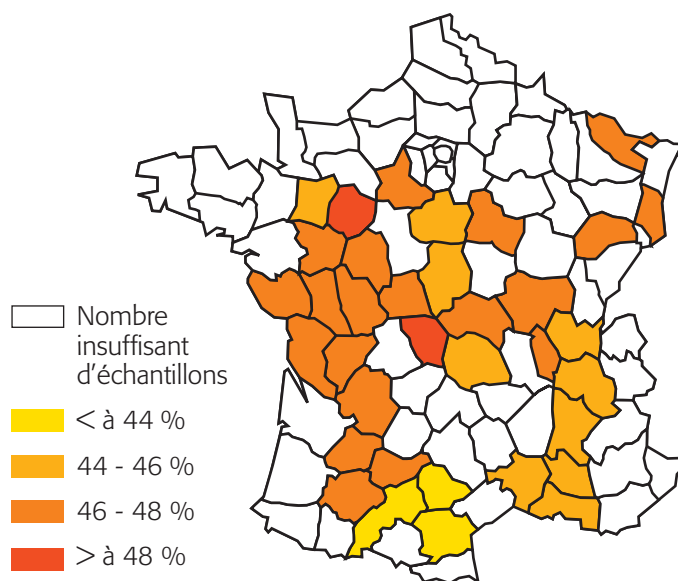 Nombre
insuffisant
d'échantillons
< à 44 %
44 - 46 %
46 - 48 %
> à 48 %